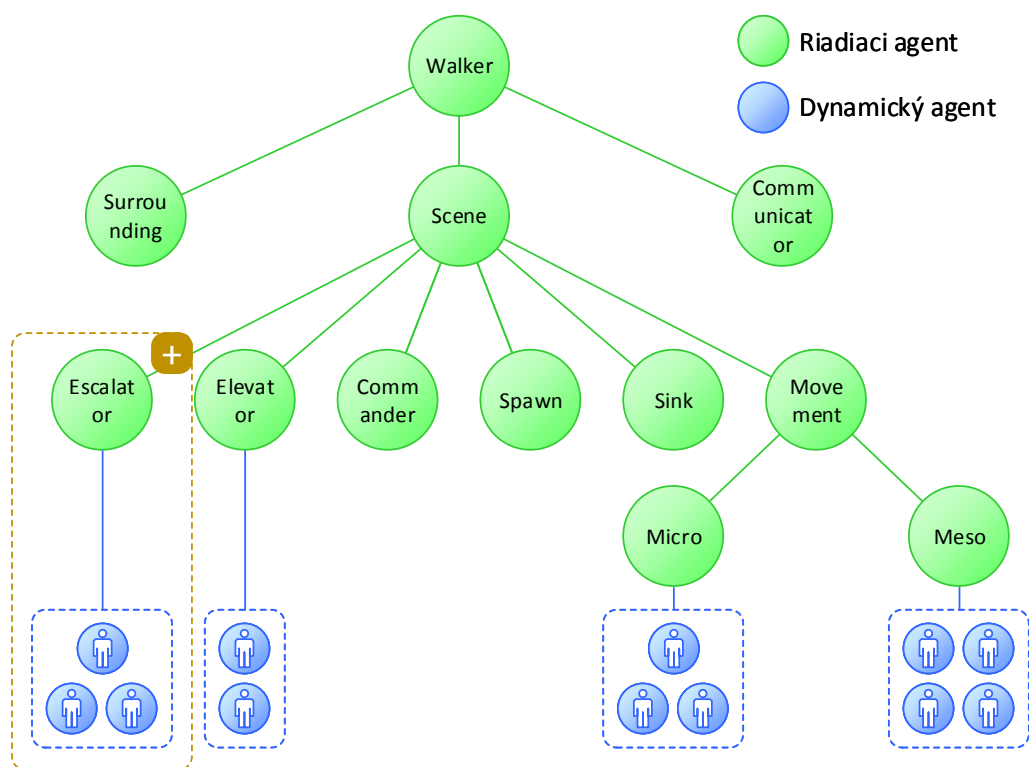 Walker
Riadiaci agent
Dynamický agent
Surrou
nding
Scene
Comm
unicat
or
+
Escalat
or
Elevat
or
Comm
ander
Spawn
Sink
Move
ment
Micro
Meso